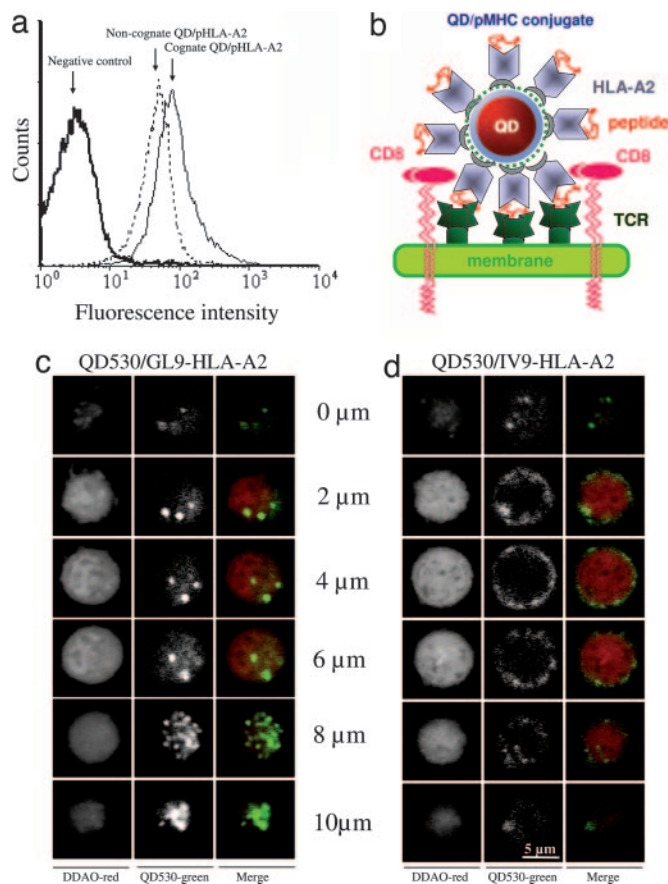 a
Non-cognate QD/pHLA-A2
Cognate QD/pHLA-A2
Negative control
Counts
10^0 10^1 10^2 10^3 10^4
Fluorescence intensity
b
QD/pMHC conjugate
HLA-A2
QD
peptide
CD8 CD8
TCR
membrane
c QD530/GL9-HLA-A2
d QD530/IV9-HLA-A2
0 µm
2 µm
4 µm
6 µm
8 µm
10µm
5 µm
DDAO-red QD530-green Merge
DDAO-red QD530-green Merge